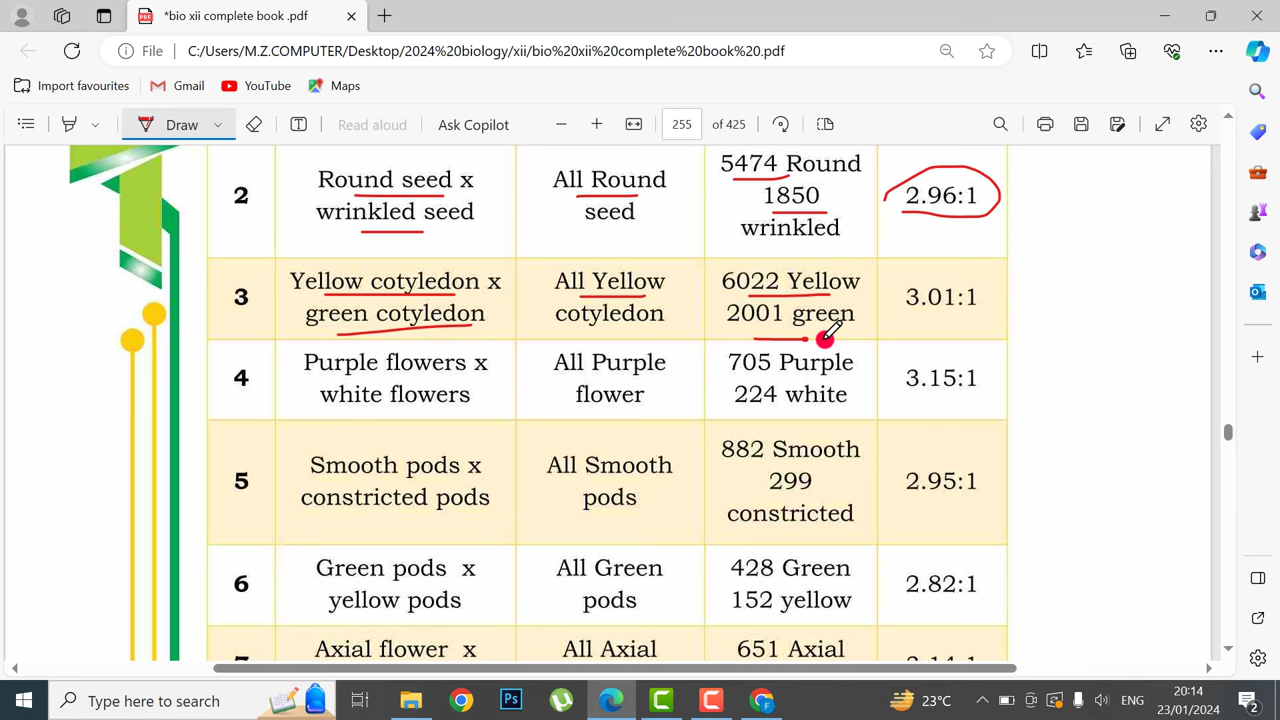 *bio xii complete book .pdf
File
C:/Users/M.Z.COMPUTER/Desktop/2024%20biology/xii/bio%20xii%20complete%20book%20.pdf
Import favourites
Gmail
YouTube
Maps
Draw
Read aloud
Ask Copilot
255
of 425
2
Round seed x
wrinkled seed
All Round
seed
5474 Round
1850
wrinkled
2.96:1
3
Yellow cotyledon x
green cotyledon
All Yellow
cotyledon
6022 Yellow
2001 green
3.01:1
4
Purple flowers x
white flowers
All Purple
flower
705 Purple
224 white
3.15:1
5
Smooth pods x
constricted pods
All Smooth
pods
882 Smooth
299
constricted
2.95:1
6
Green pods x
yellow pods
All Green
pods
428 Green
152 yellow
2.82:1
7
Axial flower x
All Axial
651 Axial
3.14:1
Type here to search
23°C
ENG
20:14
23/01/2024
2